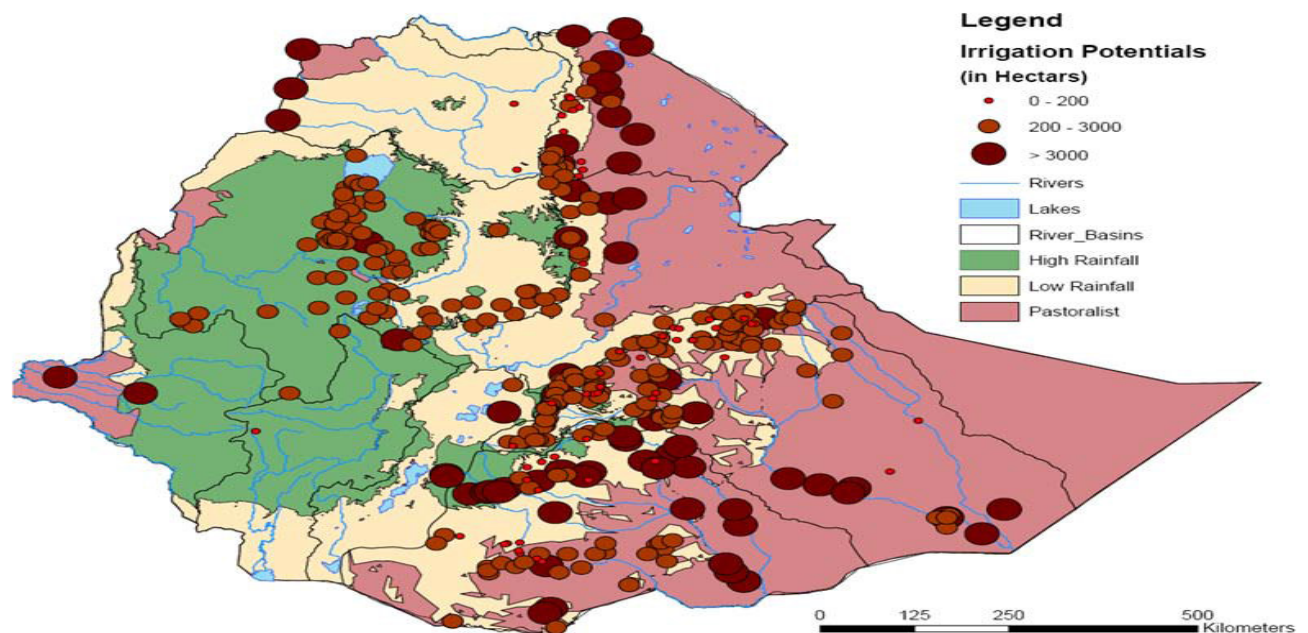 Legend
Irrigation Potentials
(in Hectars)
0 - 200
200 - 3000
> 3000
Rivers
Lakes
River_Basins
High Rainfall
Low Rainfall
Pastoralist
0 125 250 500
Kilometers